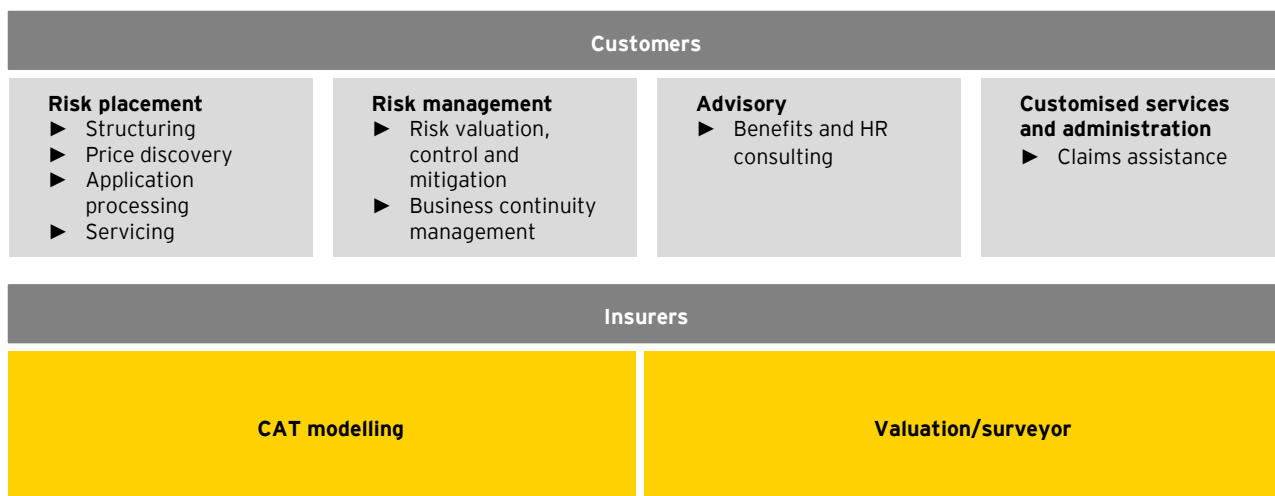 Customers
Risk placement
► Structuring
► Price discovery
► Application
processing
► Servicing
Risk management
► Risk valuation,
control and
mitigation
► Business continuity
management
Advisory
► Benefits and HR
consulting
Customised services
and administration
► Claims assistance
Insurers
CAT modelling
Valuation/surveyor